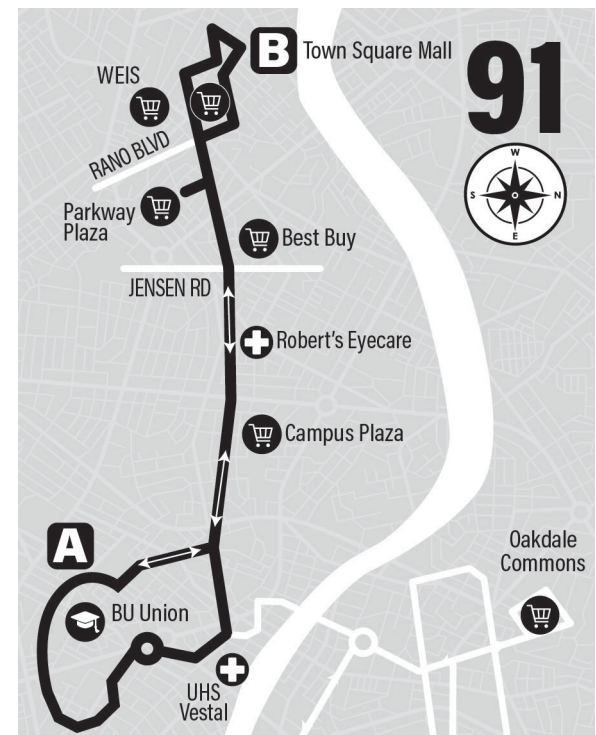 B
Town Square Mall
91
WEIS
W
S
N
E
RANO BLVD
Parkway
Plaza
Best Buy
JENSEN RD
Robert's Eyecare
Campus Plaza
A
Oakdale
Commons
BU Union
UHS
Vestal